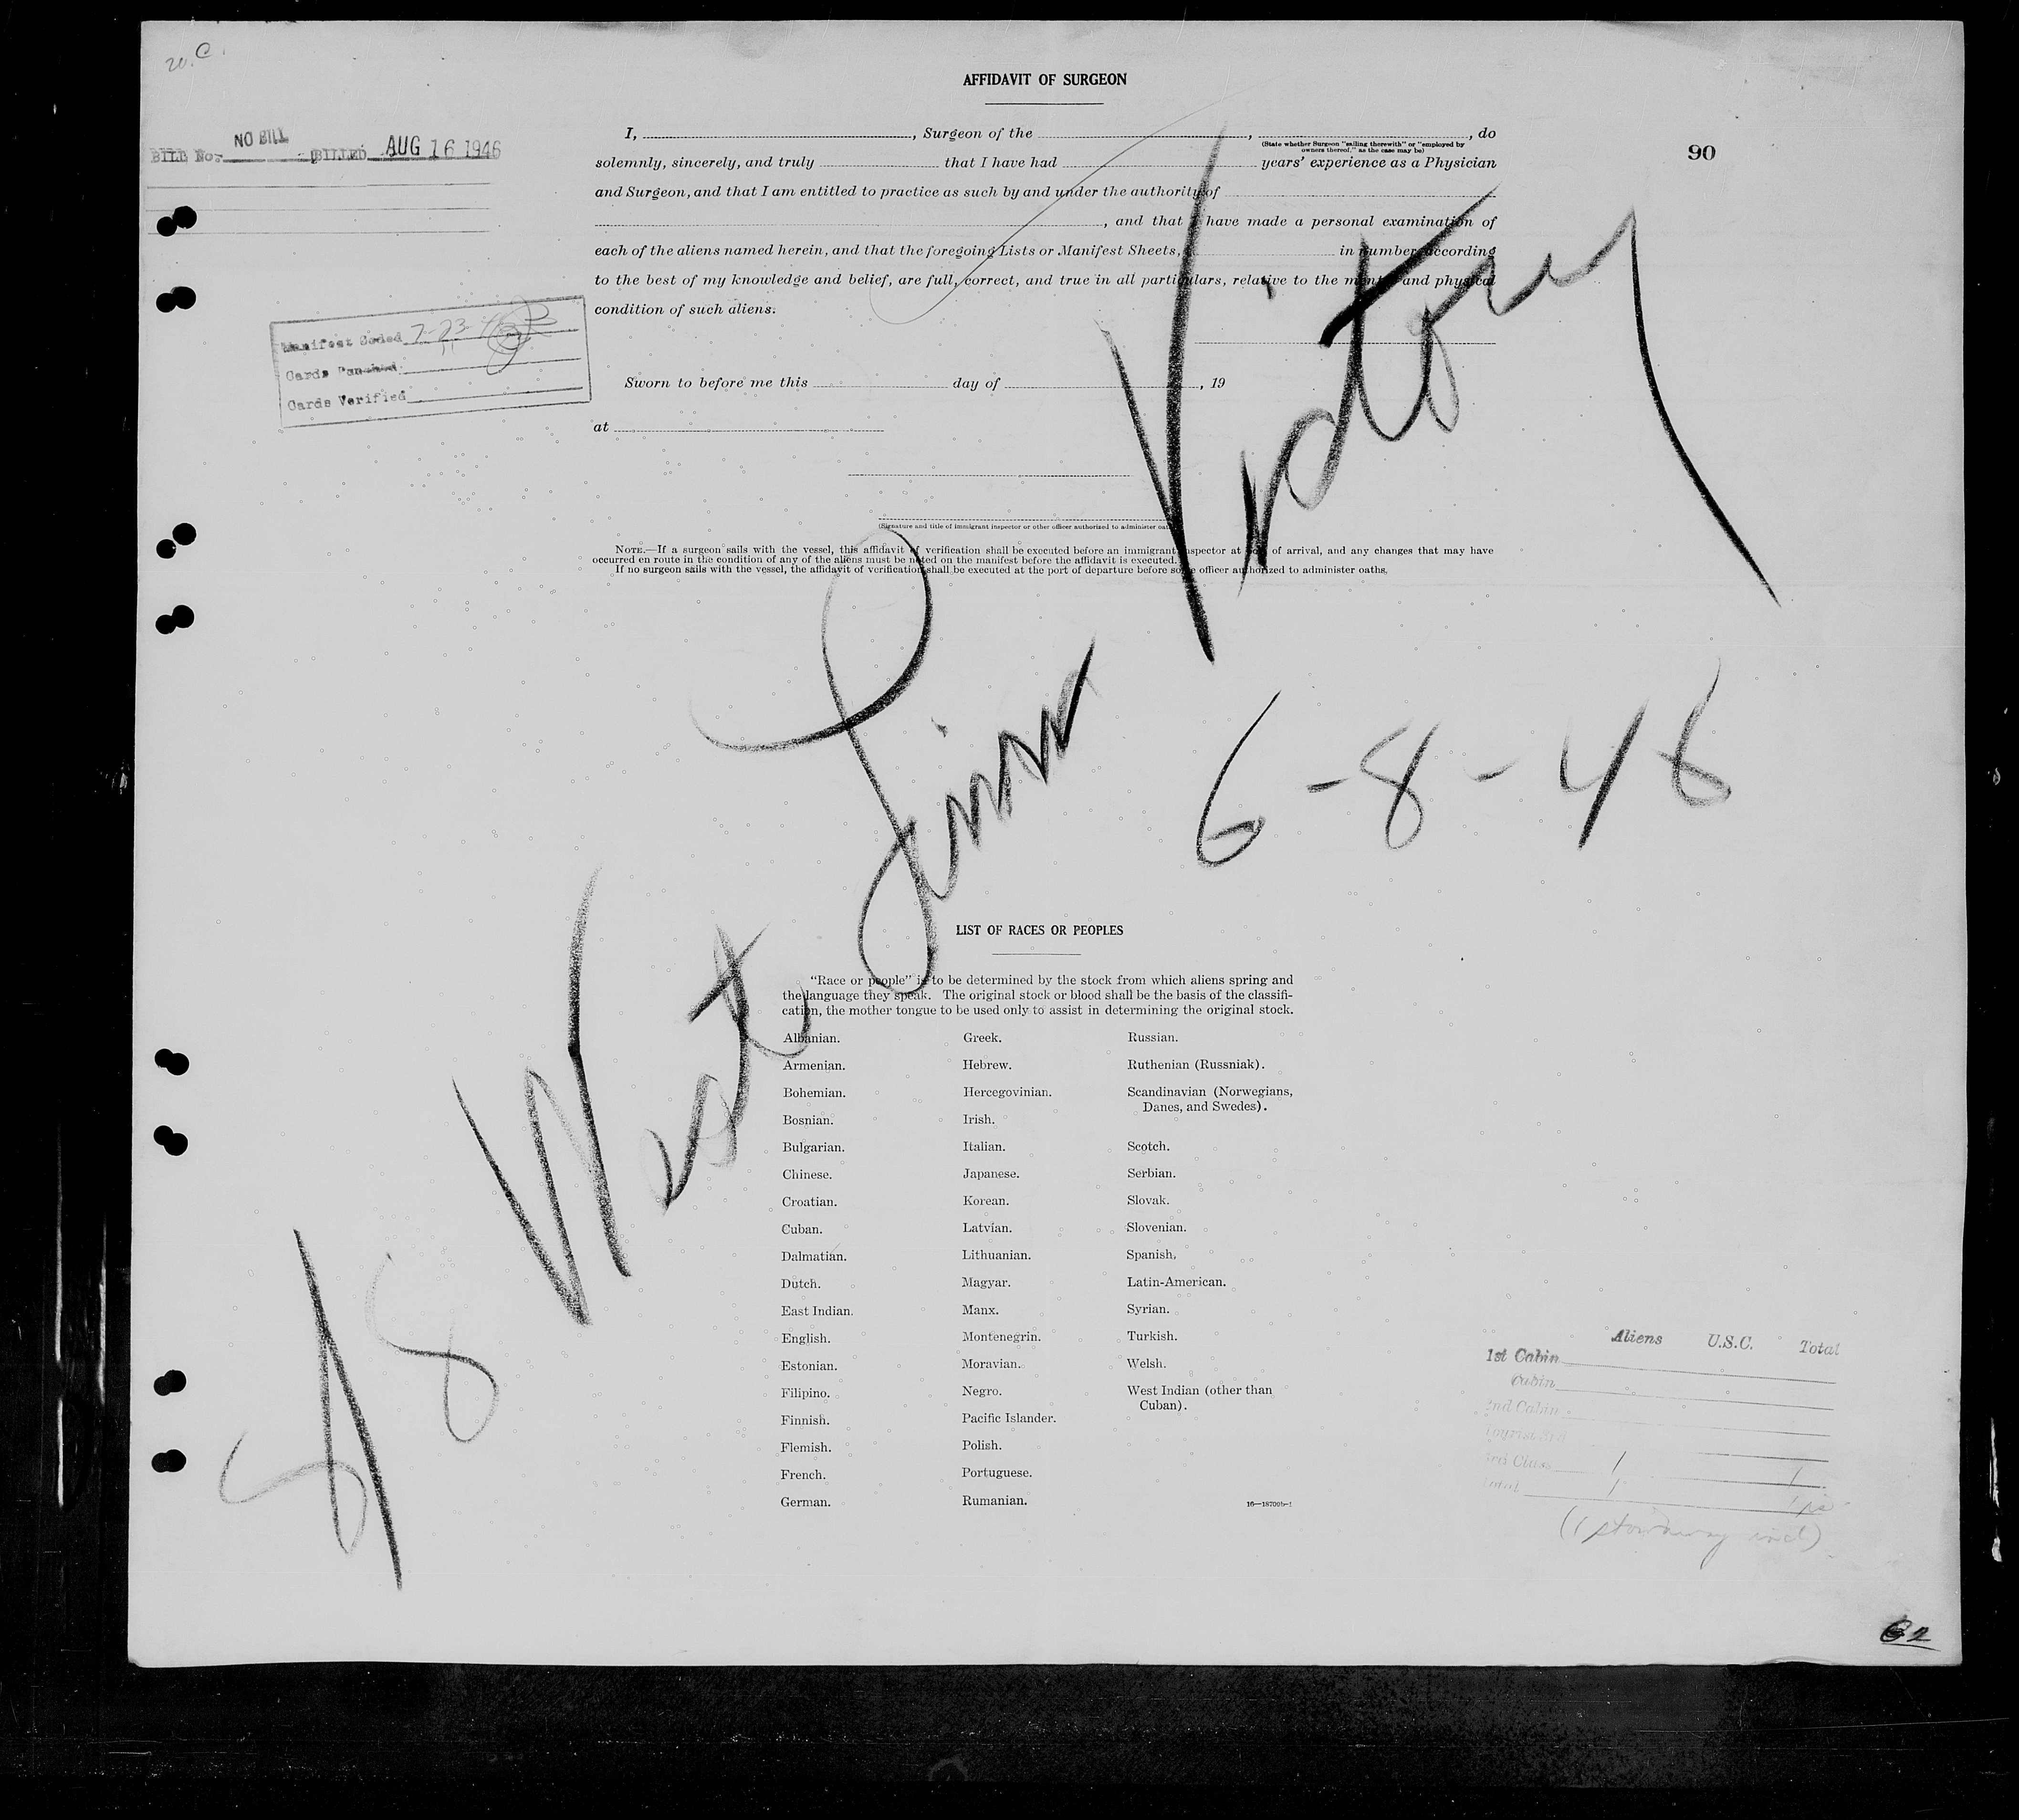 w.C.
AFFIDAVIT OF SURGEON
BILL No. NO BILL BILLED AUG 16 1946
90
I, , Surgeon of the , , do
(State whether Surgeon "sailing therewith" or "employed by
owners thereof," as the case may be)
solemnly, sincerely, and truly that I have had years' experience as a Physician
and Surgeon, and that I am entitled to practice as such by and under the authority of
, and that I have made a personal examination of
each of the aliens named herein, and that the foregoing Lists or Manifest Sheets, in number according
to the best of my knowledge and belief, are full, correct, and true in all particulars, relative to the mental and physical
condition of such aliens.
Manifest Coded 7-23
Cards Punched
Cards Verified
Sworn to before me this day of , 19
at
(Signature and title of immigrant inspector or other officer authorized to administer oaths)
NOTE.—If a surgeon sails with the vessel, this affidavit of verification shall be executed before an immigrant inspector at port of arrival, and any changes that may have
occurred en route in the condition of any of the aliens must be noted on the manifest before the affidavit is executed.
If no surgeon sails with the vessel, the affidavit of verification shall be executed at the port of departure before some officer authorized to administer oaths.
SS West Linn Victory
6-8-46
LIST OF RACES OR PEOPLES
"Race or people" is to be determined by the stock from which aliens spring and
the language they speak. The original stock or blood shall be the basis of the classifi-
cation, the mother tongue to be used only to assist in determining the original stock.
Albanian.
Armenian.
Bohemian.
Bosnian.
Bulgarian.
Chinese.
Croatian.
Cuban.
Dalmatian.
Dutch.
East Indian.
English.
Estonian.
Filipino.
Finnish.
Flemish.
French.
German.
Greek.
Hebrew.
Hercegovinian.
Irish.
Italian.
Japanese.
Korean.
Latvian.
Lithuanian.
Magyar.
Manx.
Montenegrin.
Moravian.
Negro.
Pacific Islander.
Polish.
Portuguese.
Rumanian.
Russian.
Ruthenian (Russniak).
Scandinavian (Norwegians,
Danes, and Swedes).
Scotch.
Serbian.
Slovak.
Slovenian.
Spanish.
Latin-American.
Syrian.
Turkish.
Welsh.
West Indian (other than
Cuban).
Aliens U.S.C. Total
1st Cabin
Cabin
2nd Cabin
Tourist 3rd
3rd Class 1 1
Total 1 1
(1 stowaway incl)
62